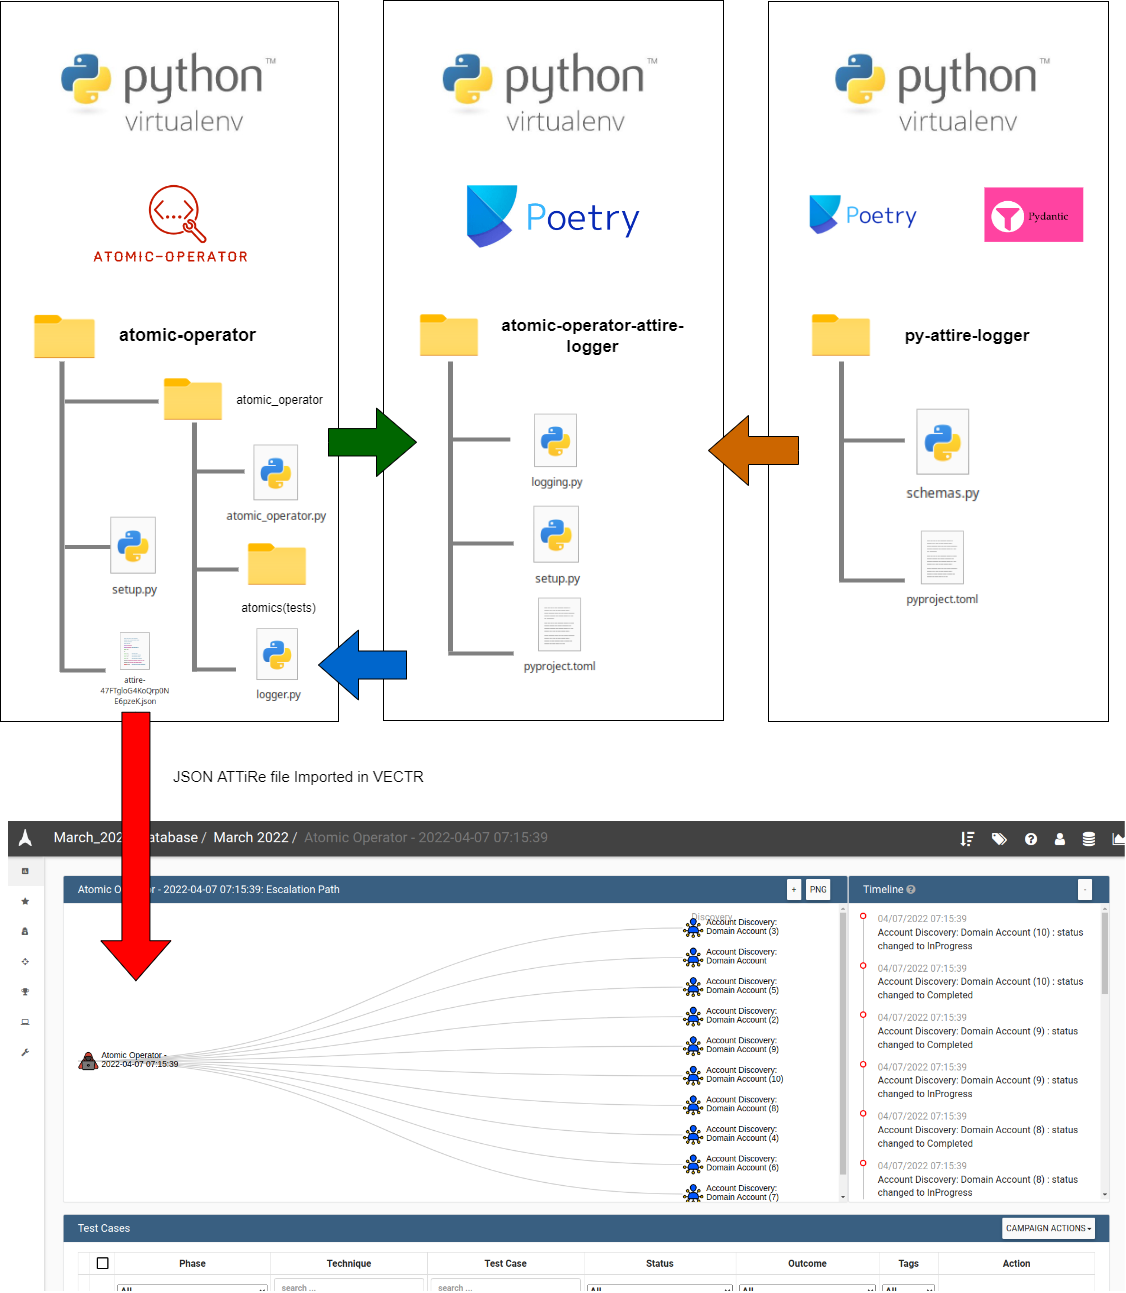 python™
virtualenv
ATOMIC-OPERATOR
atomic-operator
atomic_operator
atomic_operator.py
setup.py
atomics(tests)
attire-
47FTgloG4KoQrp0N
E6pzeK.json
logger.py
python™
virtualenv
Poetry
atomic-operator-attire-
logger
logging.py
setup.py
pyproject.toml
python™
virtualenv
Poetry
Pydantic
py-attire-logger
schemas.py
pyproject.toml
JSON ATTiRe file Imported in VECTR
March_202 atabase / March 2022 / Atomic Operator - 2022-04-07 07:15:39
Atomic O r - 2022-04-07 07:15:39: Escalation Path
+ PNG
Discovery
Account Discovery:
Domain Account (3)
Account Discovery:
Domain Account
Account Discovery:
Domain Account (5)
Account Discovery:
Domain Account (2)
Account Discovery:
Domain Account (9)
Account Discovery:
Domain Account (10)
Account Discovery:
Domain Account (8)
Account Discovery:
Domain Account (4)
Account Discovery:
Domain Account (6)
Account Discovery:
Domain Account (7)
Atomic Operator -
2022-04-07 07:15:39
Timeline
-
04/07/2022 07:15:39
Account Discovery: Domain Account (10) : status
changed to InProgress
04/07/2022 07:15:39
Account Discovery: Domain Account (10) : status
changed to Completed
04/07/2022 07:15:39
Account Discovery: Domain Account (9) : status
changed to Completed
04/07/2022 07:15:39
Account Discovery: Domain Account (9) : status
changed to InProgress
04/07/2022 07:15:39
Account Discovery: Domain Account (8) : status
changed to Completed
04/07/2022 07:15:39
Account Discovery: Domain Account (8) : status
changed to InProgress
Test Cases
CAMPAIGN ACTIONS
Phase Technique Test Case Status Outcome Tags Action
All search ... search ... All All All